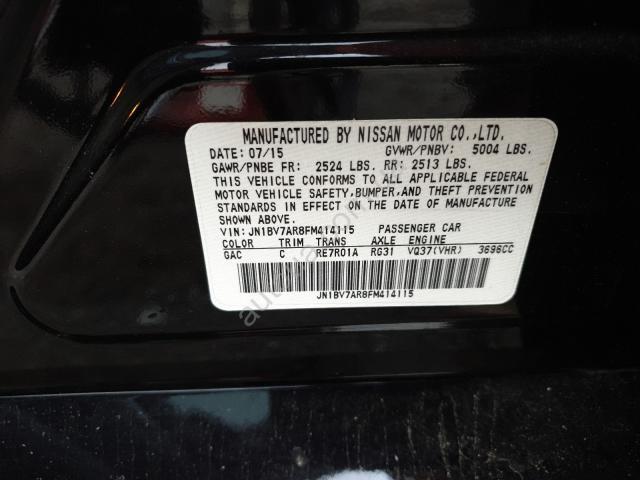 MANUFACTURED BY NISSAN MOTOR CO.,LTD.
DATE: 07/15 GVWR/PNBV: 5004 LBS.
GAWR/PNBE FR: 2524 LBS. RR: 2513 LBS.
THIS VEHICLE CONFORMS TO ALL APPLICABLE FEDERAL
MOTOR VEHICLE SAFETY, BUMPER, AND THEFT PREVENTION
STANDARDS IN EFFECT ON THE DATE OF MANUFACTURE
SHOWN ABOVE.
VIN: JN1BV7AR8FM414115 PASSENGER CAR
COLOR TRIM TRANS AXLE ENGINE
GAC C RE7R01A RG31 VQ37(VHR) 3696CC
JN1BV7AR8FM414115